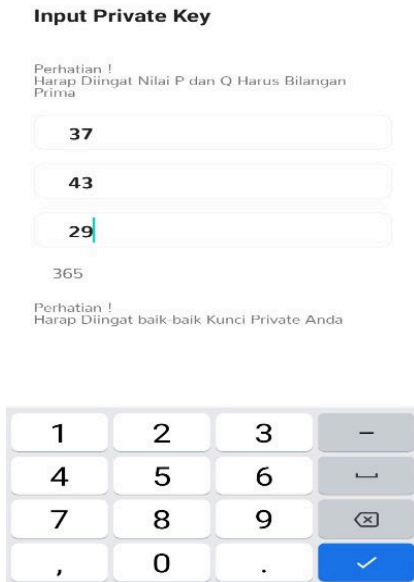 Input Private Key
Perhatian !
Harap Diingat Nilai P dan Q Harus Bilangan
Prima
37
43
29
365
Perhatian !
Harap Diingat baik-baik Kunci Private Anda
1 2 3 –
4 5 6
7 8 9
, 0 .